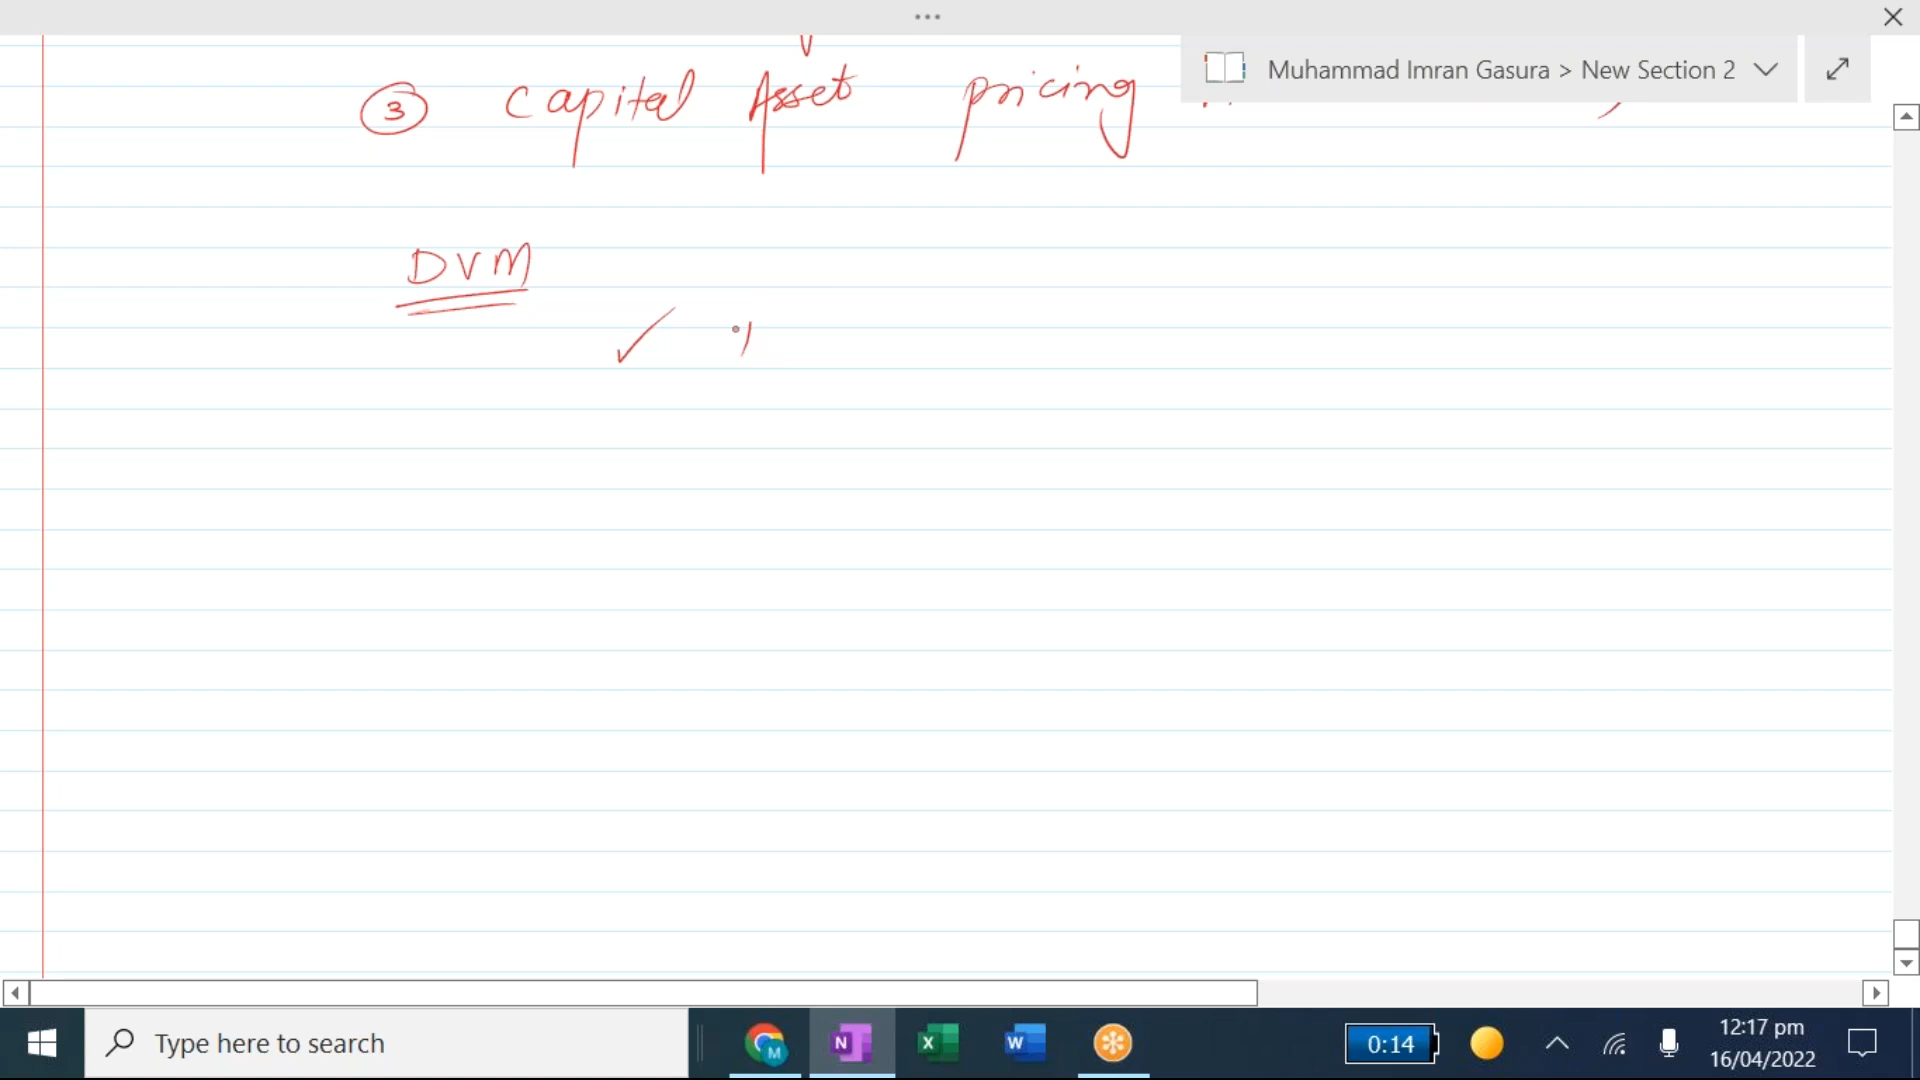 Muhammad Imran Gasura > New Section 2
③ Capital Asset pricing
DVM
Type here to search
0:14
12:17 pm
16/04/2022